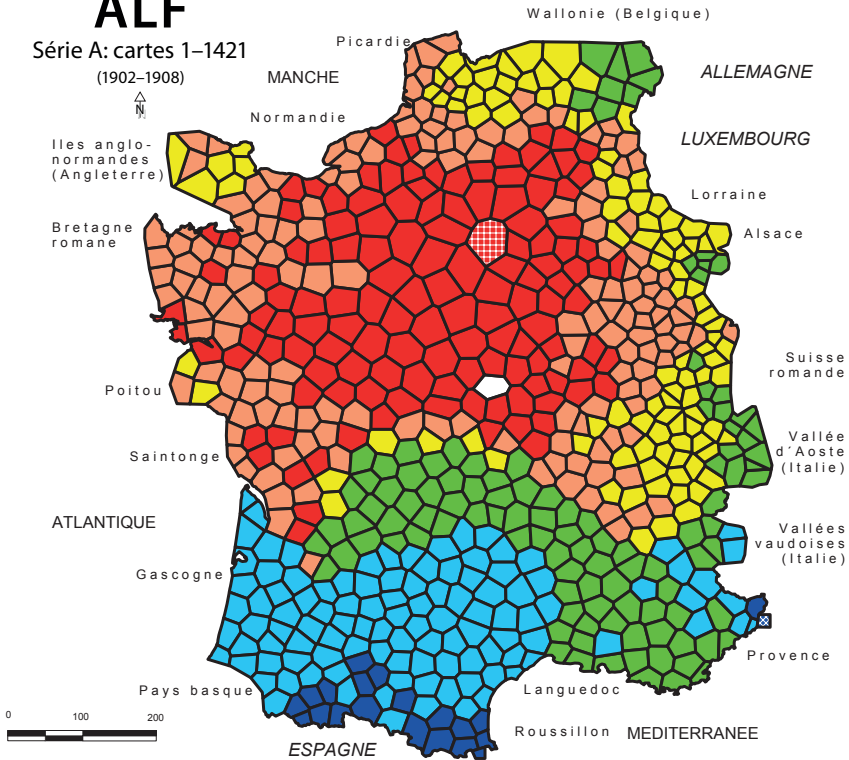 ALF
Série A: cartes 1–1421
(1902–1908)
N
MANCHE
Wallonie (Belgique)
Picardie
ALLEMAGNE
Normandie
LUXEMBOURG
Iles anglo-
normandes
(Angleterre)
Lorraine
Bretagne
romane
Alsace
Suisse
romande
Poitou
Vallée
d´Aoste
(Italie)
Saintonge
ATLANTIQUE
Vallées
vaudoises
(Italie)
Gascogne
Provence
Pays basque
Languedoc
0 100 200
Roussillon
MEDITERRANEE
ESPAGNE